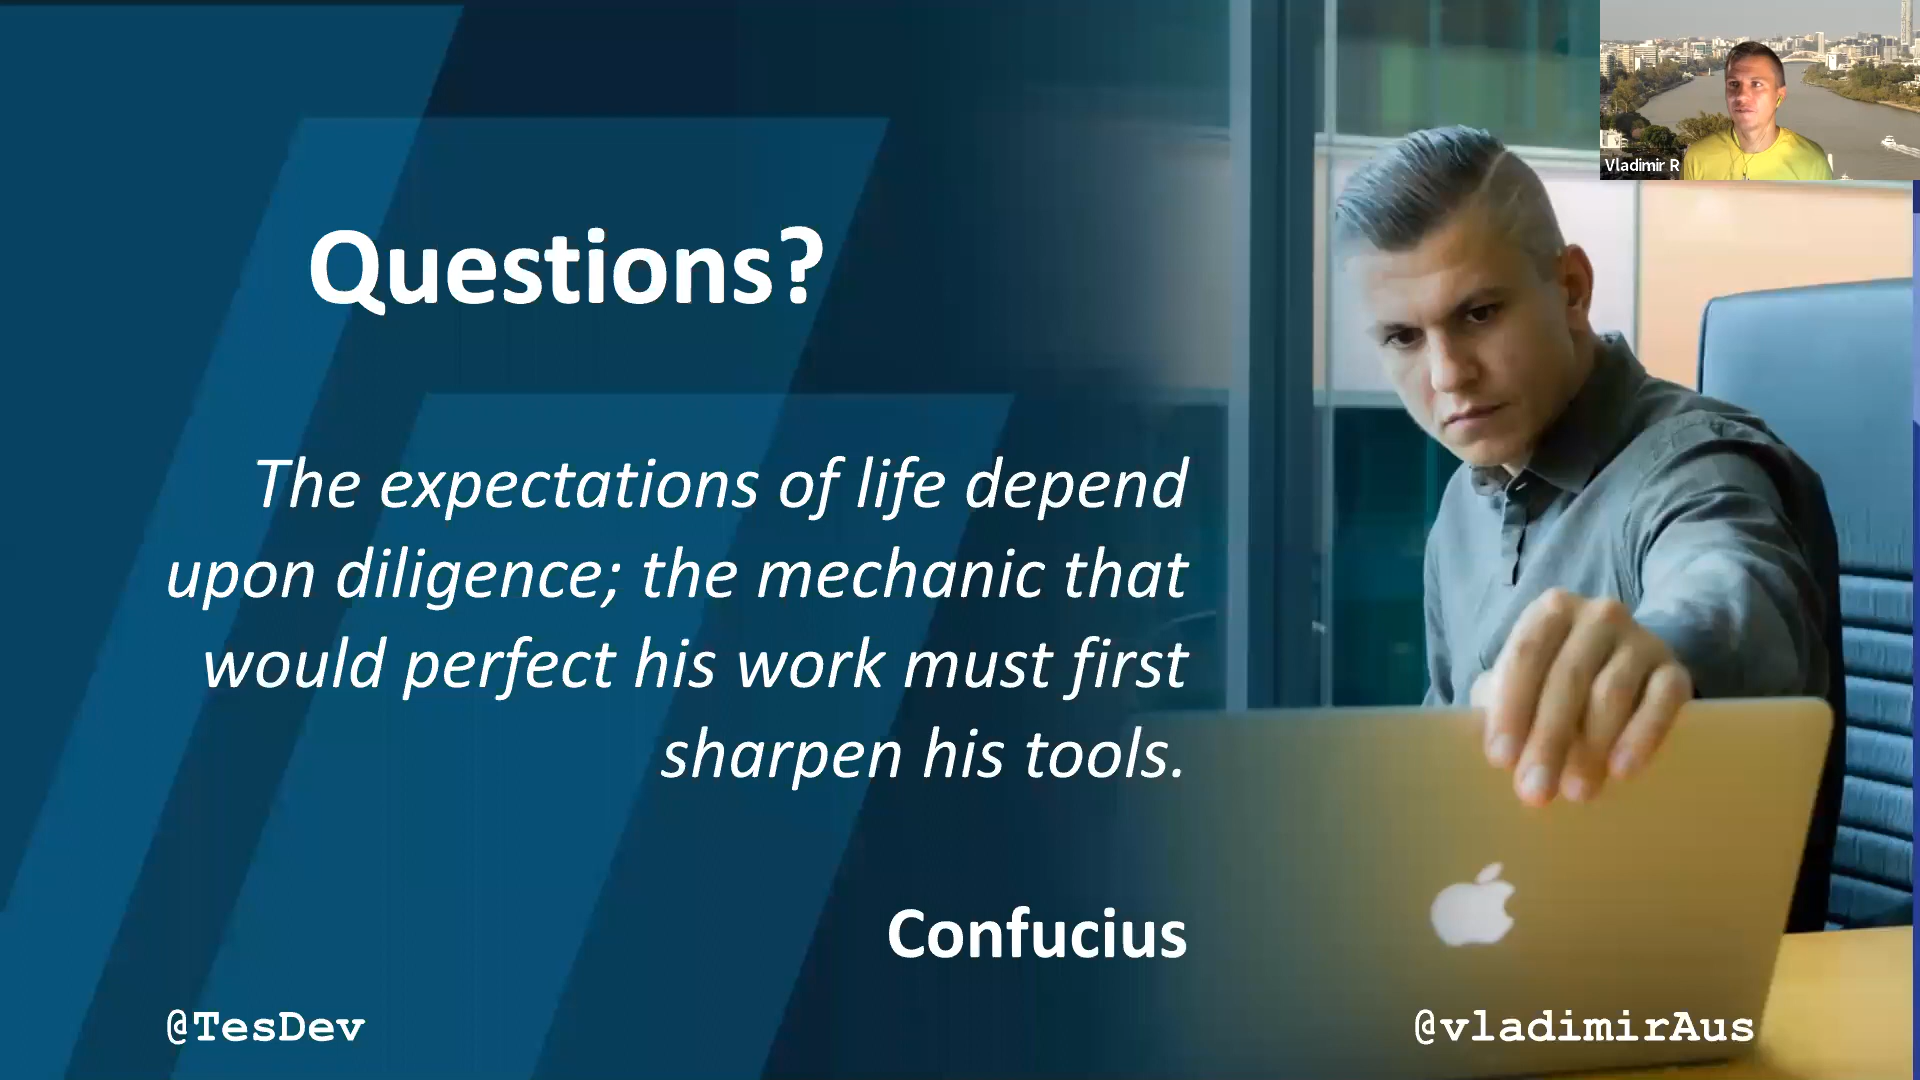 Vladimir R
Questions?
The expectations of life depend
upon diligence; the mechanic that
would perfect his work must first
sharpen his tools.
Confucius
@TesDev
@vladimirAus